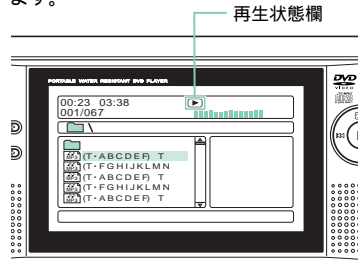 ます。
再生状態欄
PORTABLE WATER RESISTANT DVD PLAYER
DVD
VIDEO
00:23 03:38
001/067
\
(T・ABCDEF) T
(T・FGHIJKLMN
(T・ABCDEF) T
(T・FGHIJKLMN
(T・ABCDEF) T